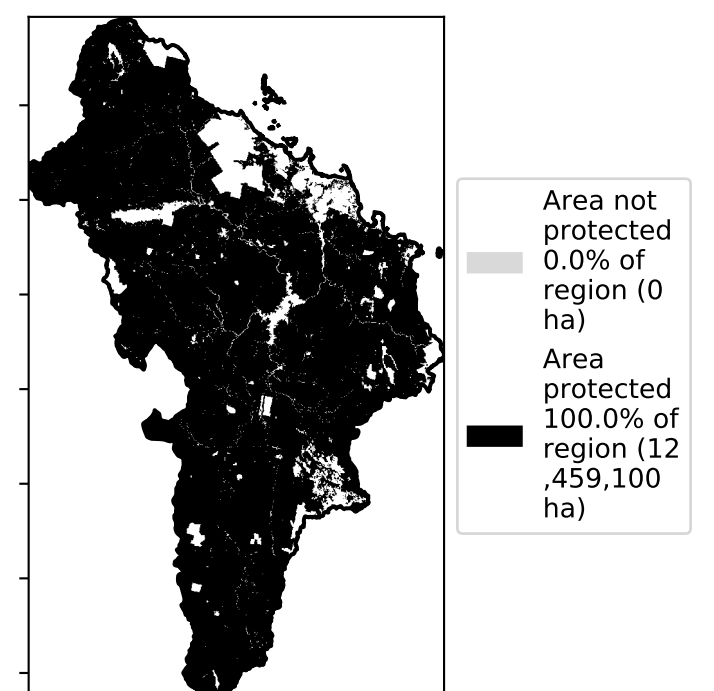 Area not
protected
0.0% of
region (0
ha)
Area
protected
100.0% of
region (12
,459,100
ha)